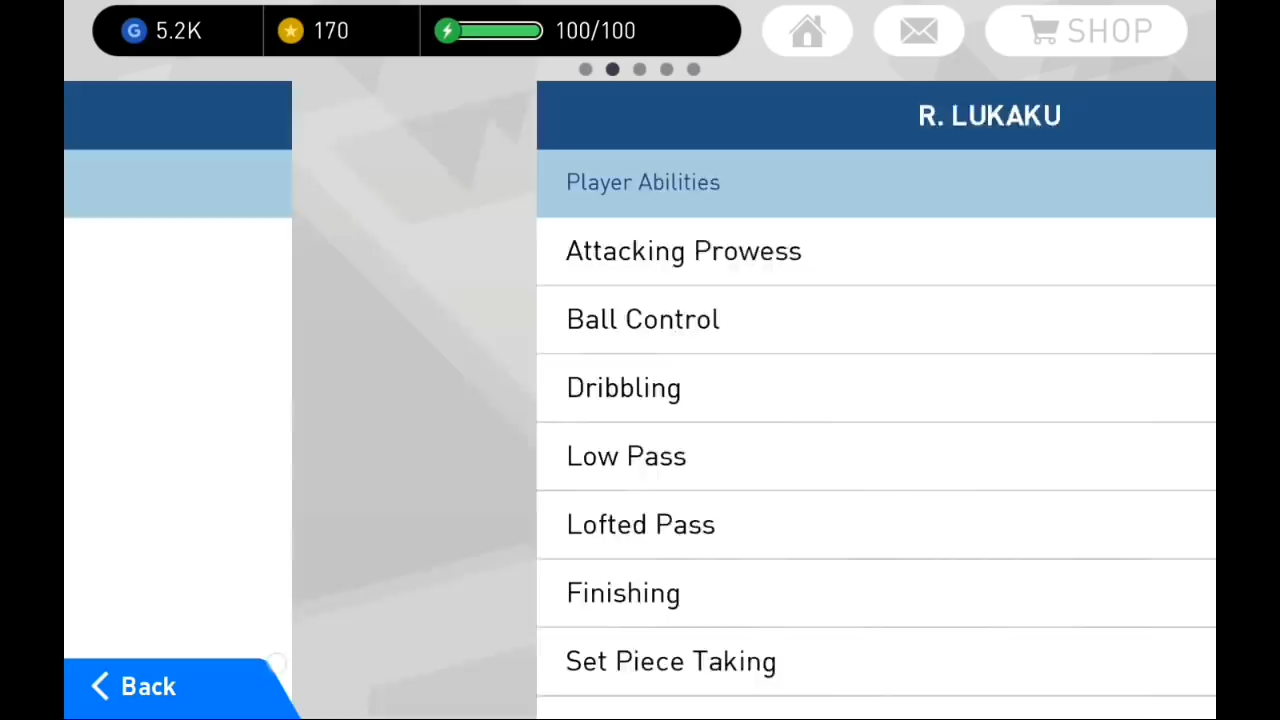 G 5.2K 170 100/100 SHOP
R. LUKAKU
Player Abilities
Attacking Prowess
Ball Control
Dribbling
Low Pass
Lofted Pass
Finishing
Set Piece Taking
Back